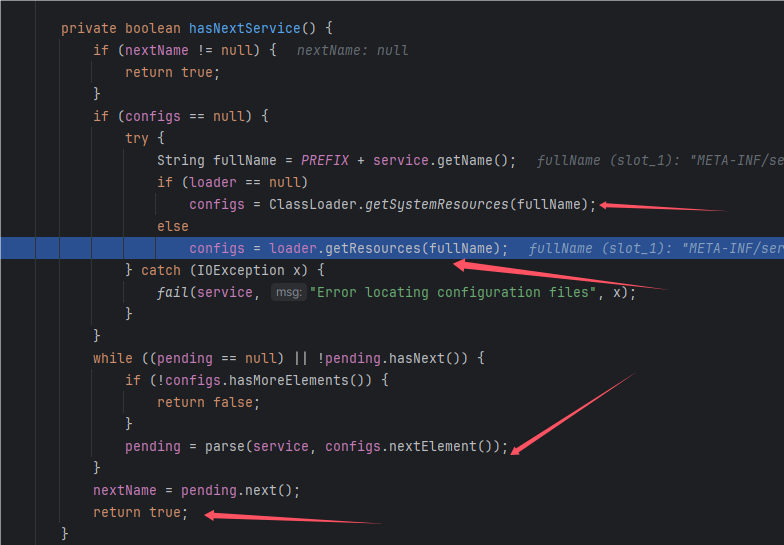 private boolean hasNextService() {
if (nextName != null) { nextName: null
return true;
}
if (configs == null) {
try {
String fullName = PREFIX + service.getName(); fullName (slot_1): "META-INF/se
if (loader == null)
configs = ClassLoader.getSystemResources(fullName);
else
configs = loader.getResources(fullName); fullName (slot_1): "META-INF/ser
} catch (IOException x) {
fail(service, msg: "Error locating configuration files", x);
}
}
while ((pending == null) || !pending.hasNext()) {
if (!configs.hasMoreElements()) {
return false;
}
pending = parse(service, configs.nextElement());
}
nextName = pending.next();
return true;
}